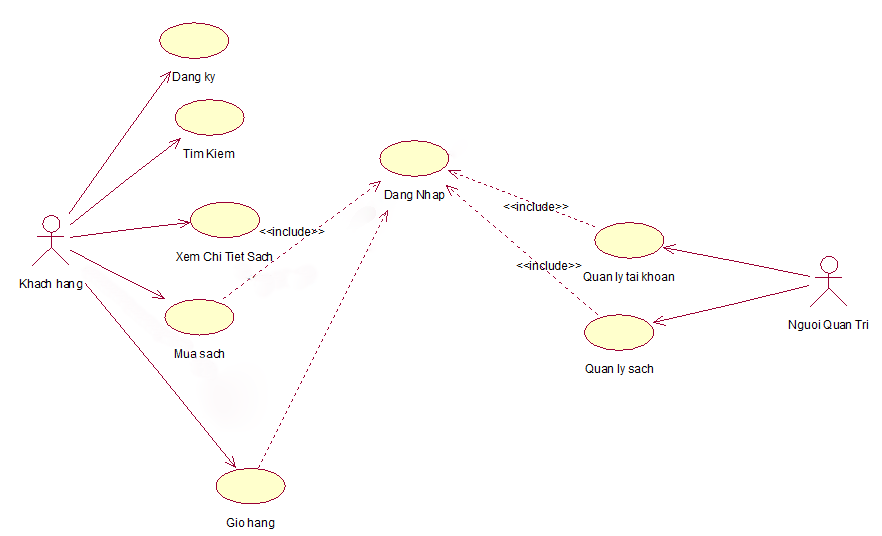 Dang ky
Tim Kiem
Dang Nhap
<<include>>
<<include>>
Xem Chi Tiet Sach
<<include>>
Quan ly tai khoan
Khach hang
Nguoi Quan Tri
Mua sach
Quan ly sach
Gio hang